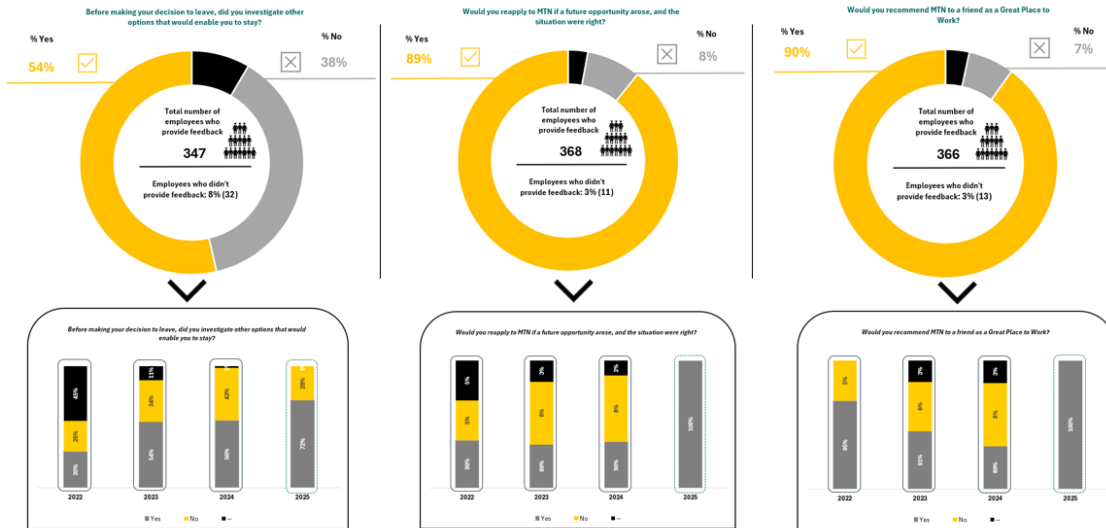 Before making your decision to leave, did you investigate other
options that would enable you to stay?
% Yes
54%
% No
38%
Total number of
employees who
provide feedback
347
Employees who didn't
provide feedback: 8% (32)
Would you reapply to MTN if a future opportunity arose, and the
situation were right?
% Yes
89%
% No
8%
Total number of
employees who
provide feedback
368
Employees who didn't
provide feedback: 3% (11)
Would you recommend MTN to a friend as a Great Place to
Work?
% Yes
90%
% No
7%
Total number of
employees who
provide feedback
366
Employees who didn't
provide feedback: 3% (13)
Before making your decision to leave, did you investigate other options that would
enable you to stay?
45%
25%
30%
11%
34%
54%
43%
28%
72%
2022
2023
2024
2025
Yes
No
--
Would you reapply to MTN if a future opportunity arose, and the situation were right?
5%
5%
90%
3%
8%
89%
2%
8%
90%
100%
2022
2023
2024
2025
Yes
No
--
Would you recommend MTN to a friend as a Great Place to Work?
5%
95%
3%
6%
91%
3%
8%
89%
100%
2022
2023
2024
2025
Yes
No
--